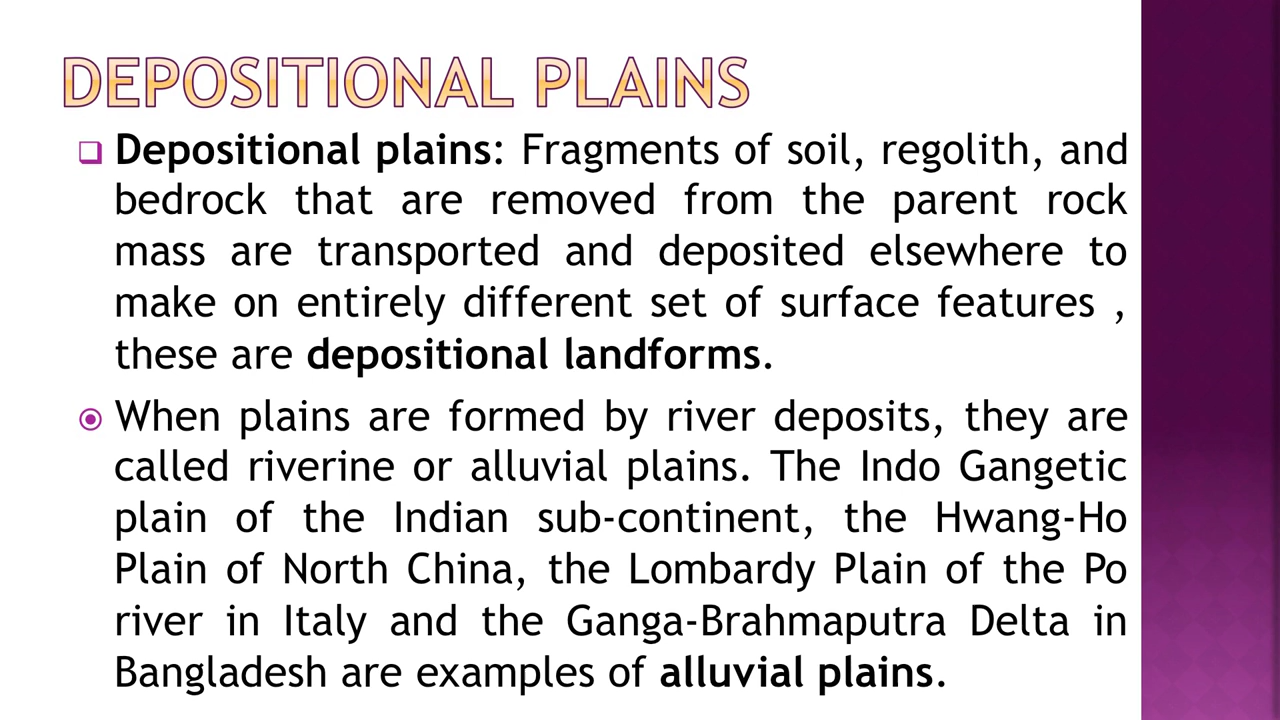 DEPOSITIONAL PLAINS
Depositional plains: Fragments of soil, regolith, and
bedrock that are removed from the parent rock
mass are transported and deposited elsewhere to
make on entirely different set of surface features ,
these are depositional landforms.
When plains are formed by river deposits, they are
called riverine or alluvial plains. The Indo Gangetic
plain of the Indian sub-continent, the Hwang-Ho
Plain of North China, the Lombardy Plain of the Po
river in Italy and the Ganga-Brahmaputra Delta in
Bangladesh are examples of alluvial plains.